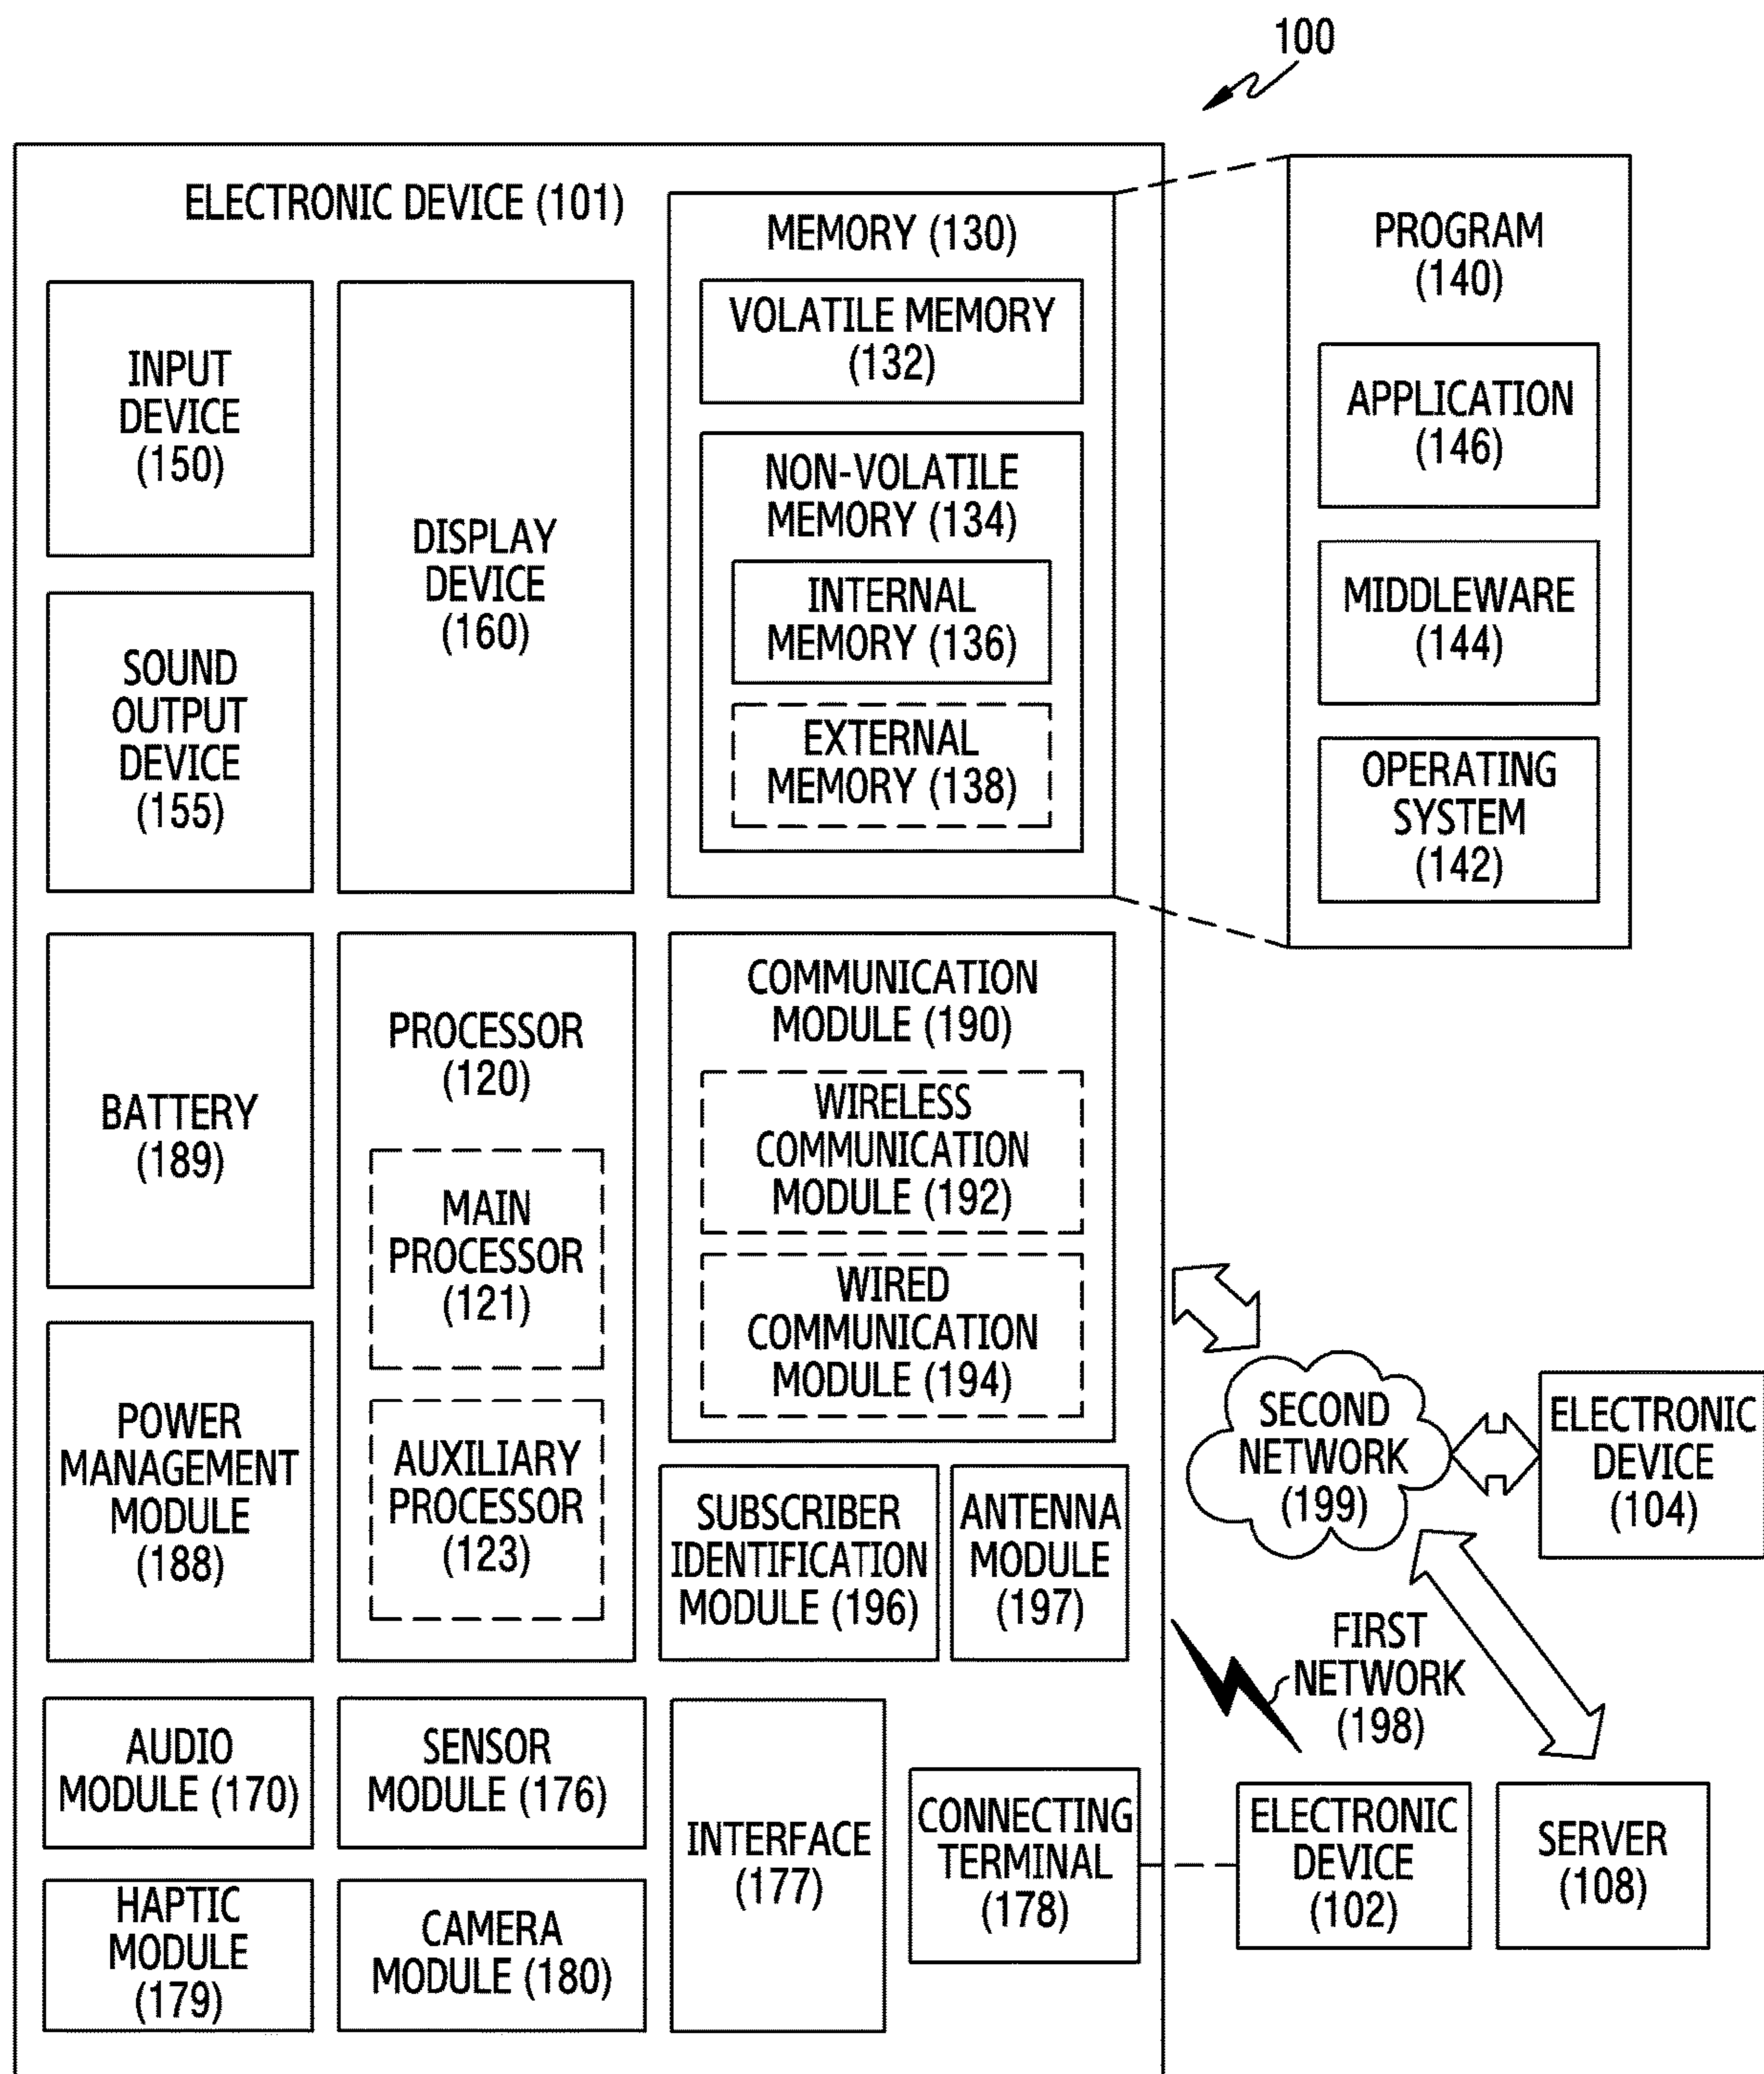 100
ELECTRONIC DEVICE (101)
INPUT
DEVICE
(150)
SOUND
OUTPUT
DEVICE
(155)
DISPLAY
DEVICE
(160)
MEMORY (130)
VOLATILE MEMORY
(132)
NON-VOLATILE
MEMORY (134)
INTERNAL
MEMORY (136)
EXTERNAL
MEMORY (138)
PROGRAM
(140)
APPLICATION
(146)
MIDDLEWARE
(144)
OPERATING
SYSTEM
(142)
BATTERY
(189)
POWER
MANAGEMENT
MODULE
(188)
PROCESSOR
(120)
MAIN
PROCESSOR
(121)
AUXILIARY
PROCESSOR
(123)
COMMUNICATION
MODULE (190)
WIRELESS
COMMUNICATION
MODULE (192)
WIRED
COMMUNICATION
MODULE (194)
SUBSCRIBER
IDENTIFICATION
MODULE (196)
ANTENNA
MODULE
(197)
SECOND
NETWORK
(199)
ELECTRONIC
DEVICE
(104)
FIRST
NETWORK
(198)
AUDIO
MODULE (170)
SENSOR
MODULE (176)
HAPTIC
MODULE
(179)
CAMERA
MODULE (180)
INTERFACE
(177)
CONNECTING
TERMINAL
(178)
ELECTRONIC
DEVICE
(102)
SERVER
(108)